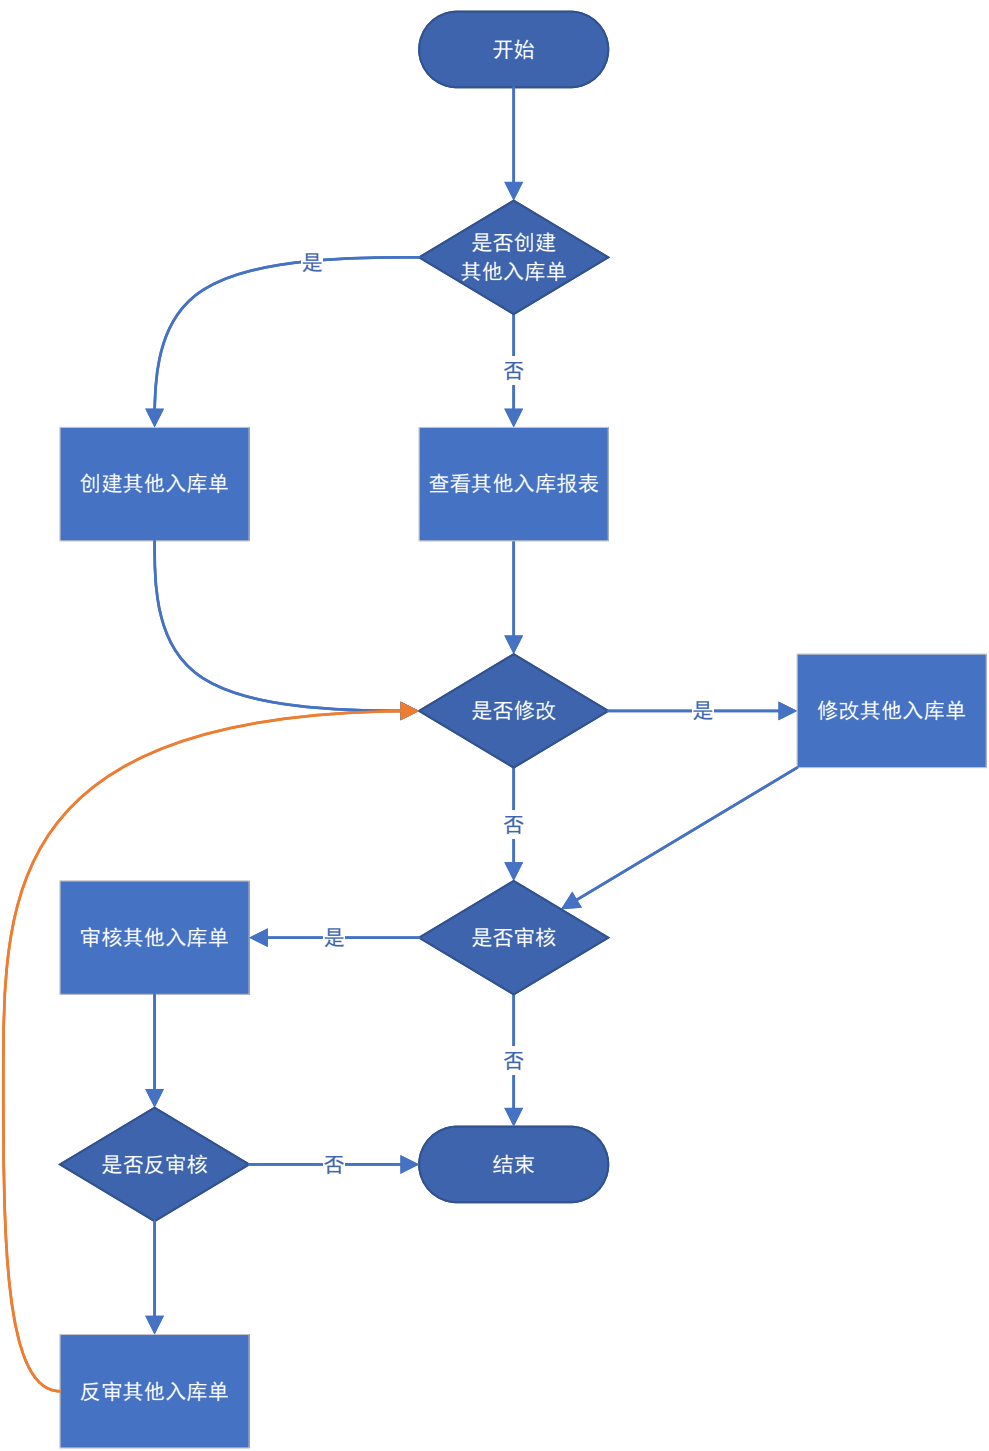 开始
是否创建
其他入库单
是
否
创建其他入库单
查看其他入库报表
是否修改
是
修改其他入库单
否
审核其他入库单
是
是否审核
否
是否反审核
否
结束
反审其他入库单